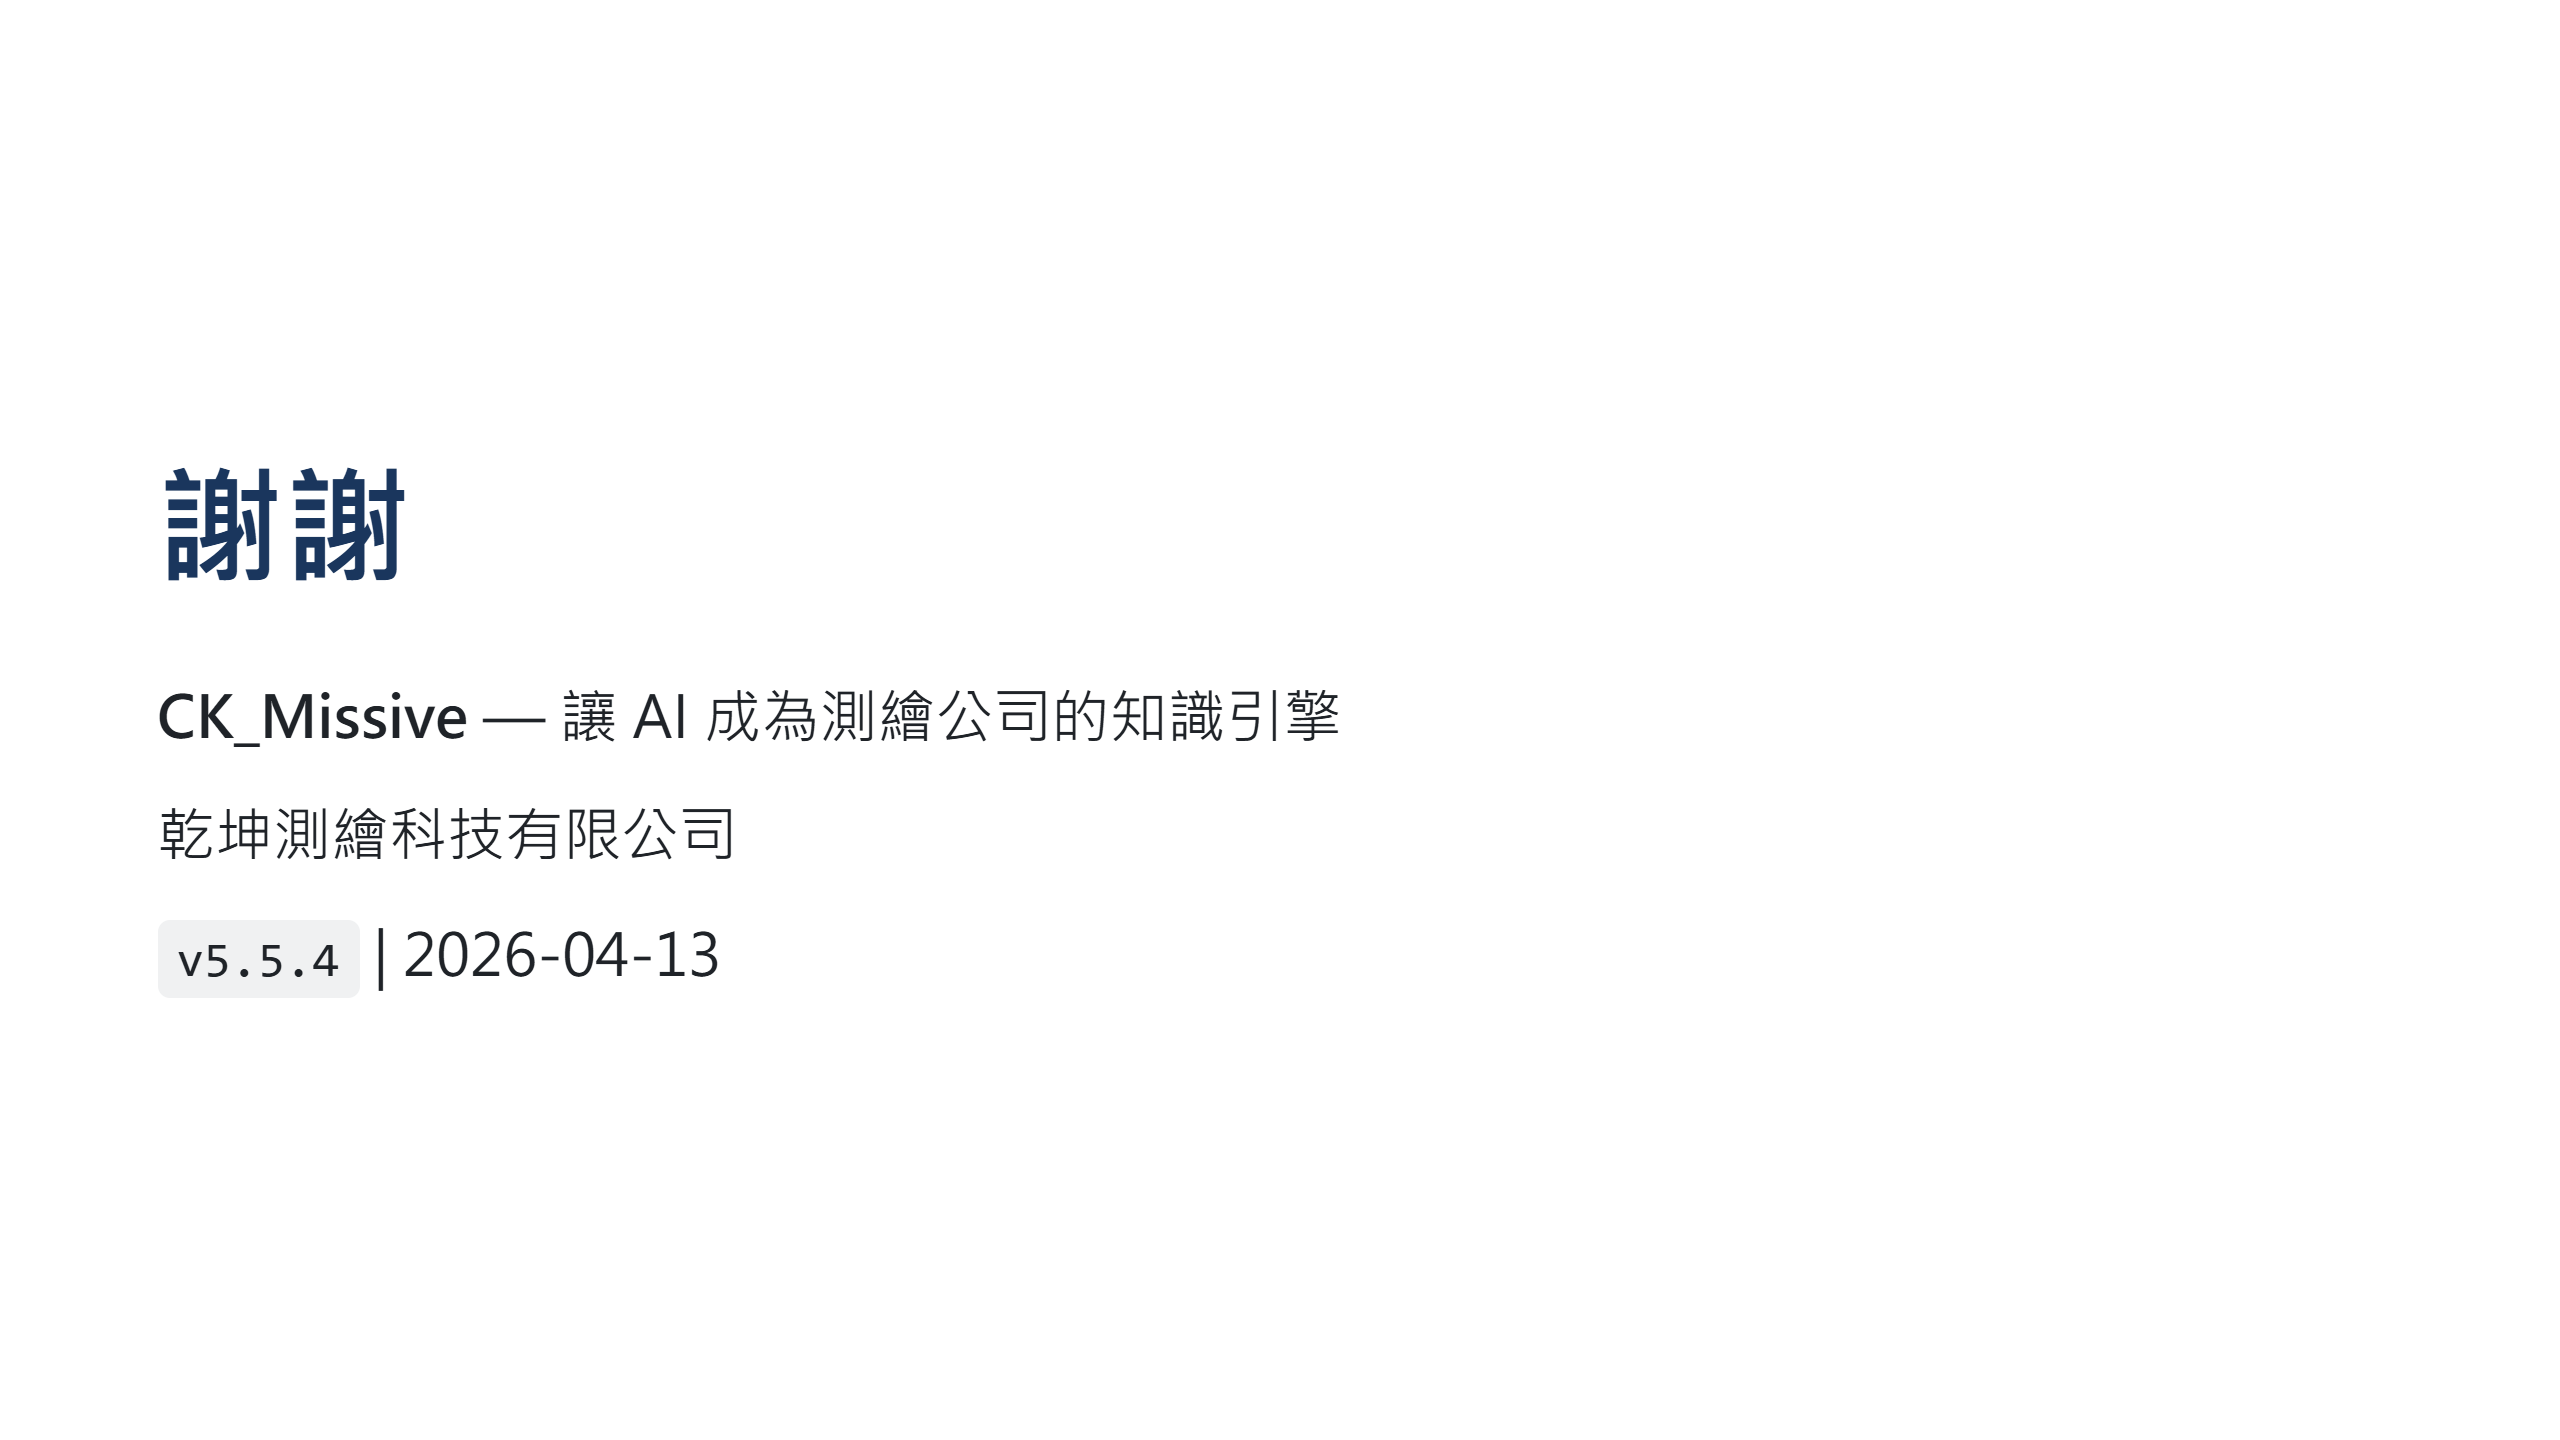 謝謝
CK_Missive — 讓 AI 成為測繪公司的知識引擎
乾坤測繪科技有限公司
v5.5.4 | 2026-04-13